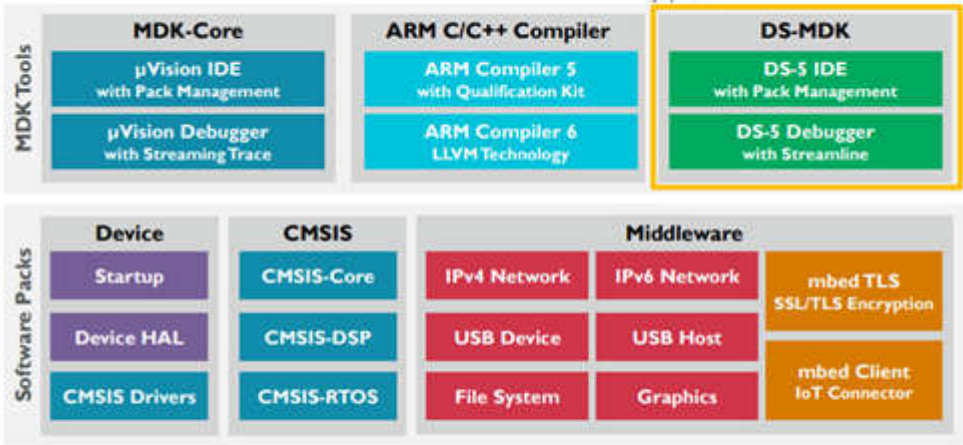 MDK Tools
MDK-Core
µVision IDE
with Pack Management
µVision Debugger
with Streaming Trace
ARM C/C++ Compiler
ARM Compiler 5
with Qualification Kit
ARM Compiler 6
LLVM Technology
DS-MDK
DS-5 IDE
with Pack Management
DS-5 Debugger
with Streamline
Software Packs
Device
Startup
Device HAL
CMSIS Drivers
CMSIS
CMSIS-Core
CMSIS-DSP
CMSIS-RTOS
Middleware
IPv4 Network
IPv6 Network
USB Device
USB Host
File System
Graphics
mbed TLS
SSL/TLS Encryption
mbed Client
IoT Connector